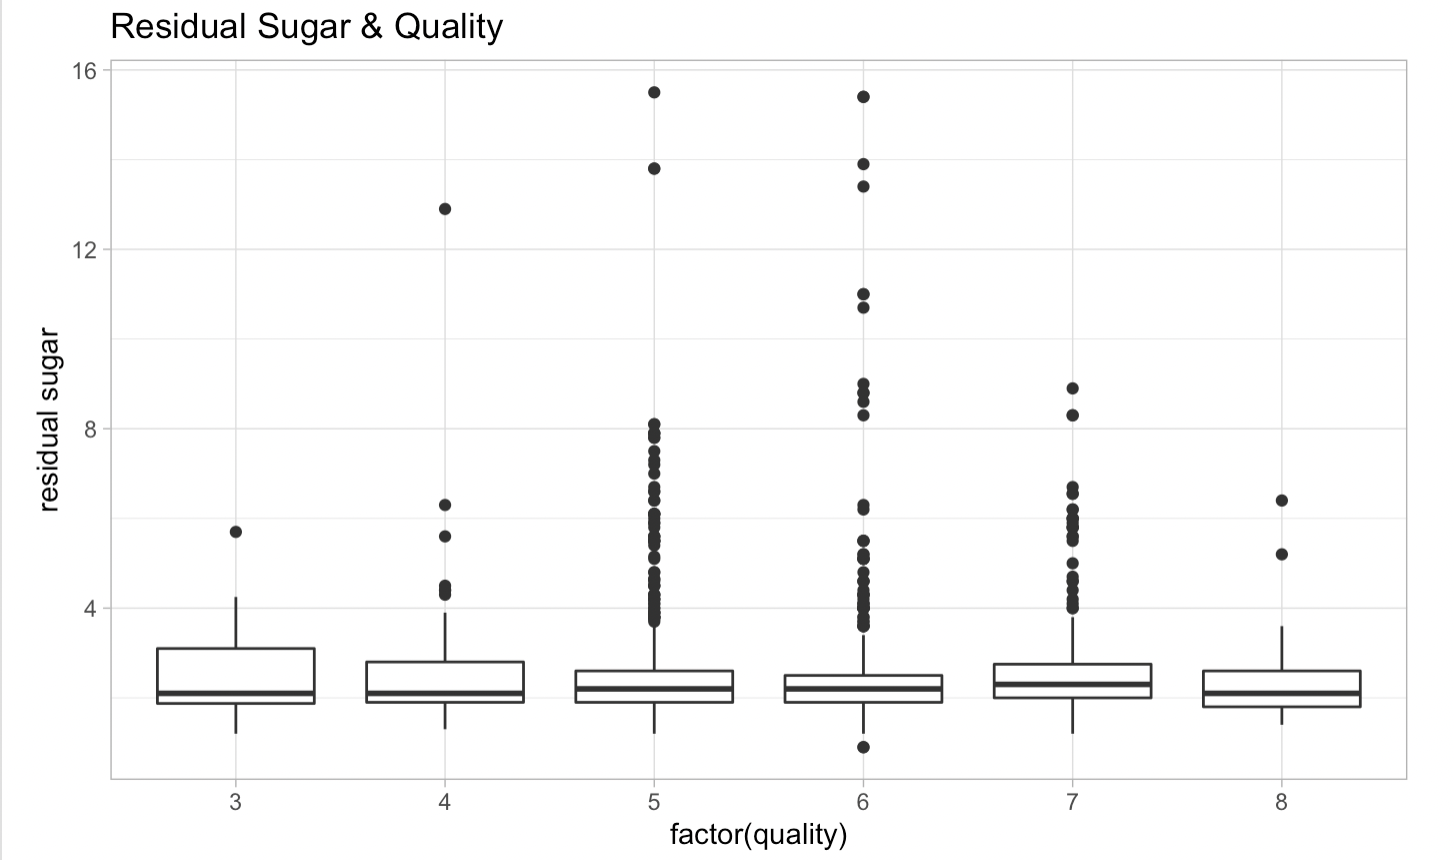 Residual Sugar & Quality
16
12
8
4
residual sugar
3 4 5 6 7 8
factor(quality)